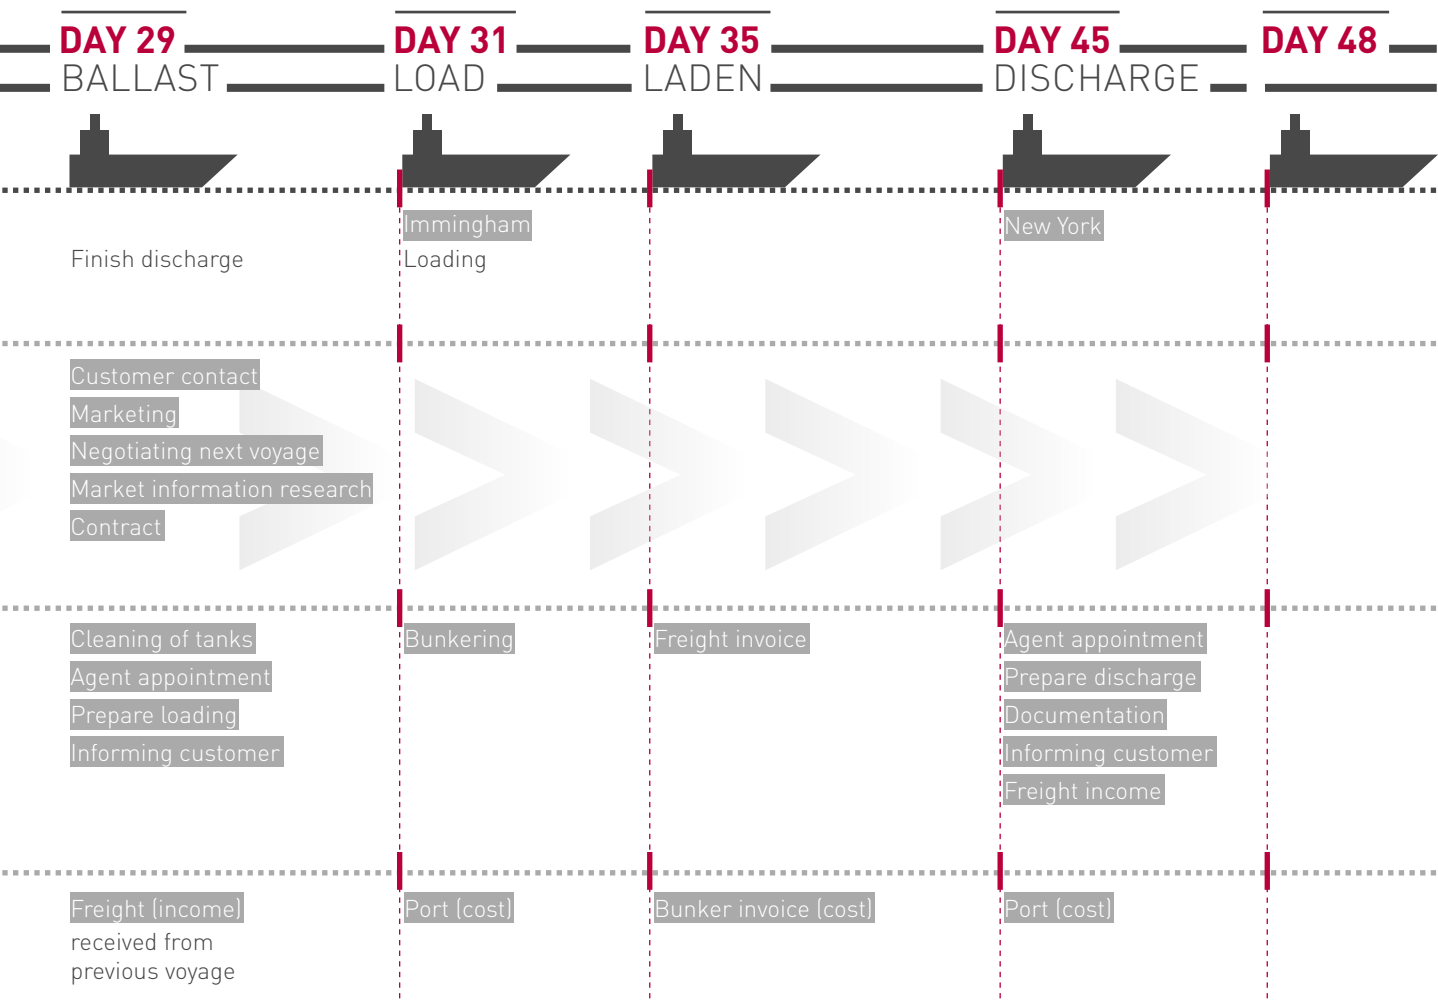 DAY 29
BALLAST
DAY 31
LOAD
DAY 35
LADEN
DAY 45
DISCHARGE
DAY 48
Finish discharge
Immingham
Loading
New York
Customer contact
Marketing
Negotiating next voyage
Market information research
Contract
Cleaning of tanks
Agent appointment
Prepare loading
Informing customer
Bunkering
Freight invoice
Agent appointment
Prepare discharge
Documentation
Informing customer
Freight income
Freight (income)
received from
previous voyage
Port (cost)
Bunker invoice (cost)
Port (cost)